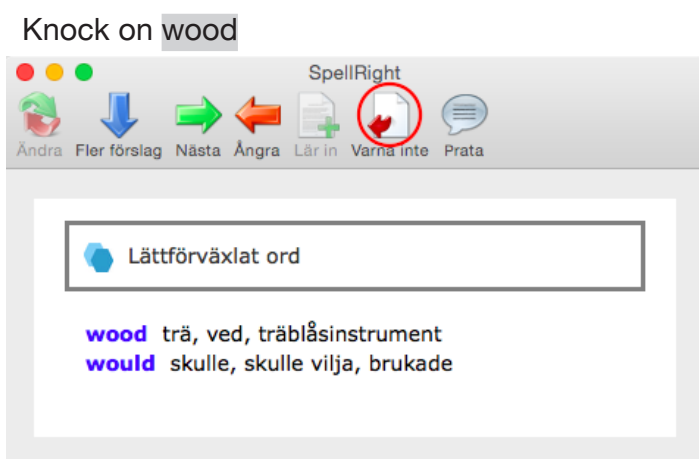 Knock on wood
SpellRight
Ändra Fler förslag Nästa Ångra Lär in Varna inte Prata
Lättförväxlat ord
wood trä, ved, träblåsinstrument
would skulle, skulle vilja, brukade